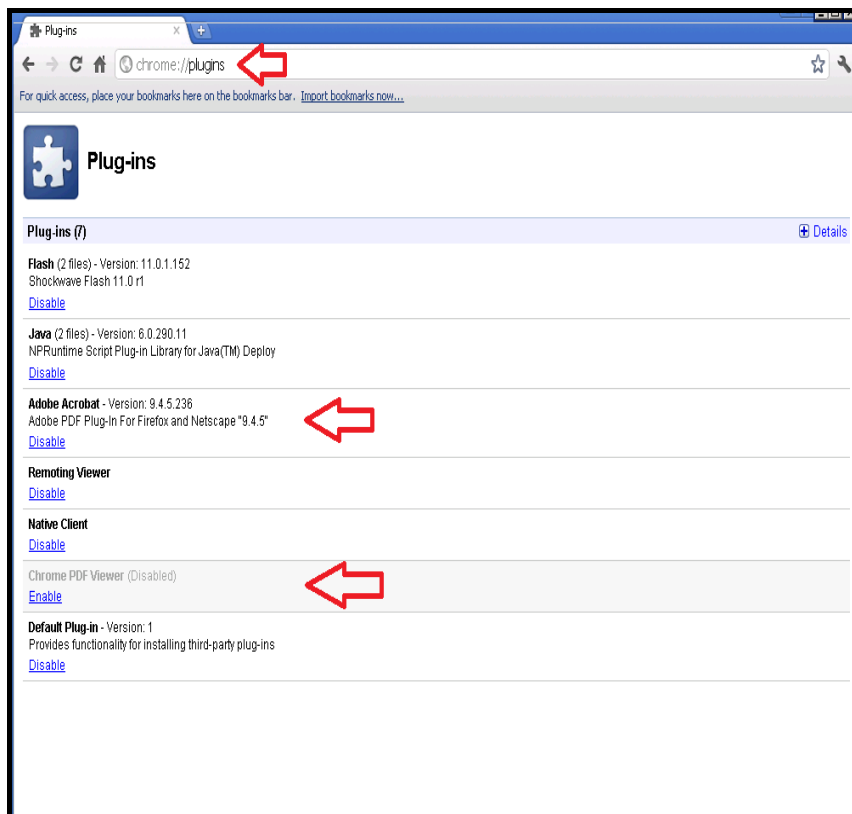 Plug-ins
chrome://plugins
For quick access, place your bookmarks here on the bookmarks bar. Import bookmarks now...
Plug-ins
Plug-ins (7) Details
Flash (2 files) - Version: 11.0.1.152
Shockwave Flash 11.0 r1
Disable
Java (2 files) - Version: 6.0.290.11
NPRuntime Script Plug-in Library for Java(TM) Deploy
Disable
Adobe Acrobat - Version: 9.4.5.236
Adobe PDF Plug-In For Firefox and Netscape "9.4.5"
Disable
Remoting Viewer
Disable
Native Client
Disable
Chrome PDF Viewer (Disabled)
Enable
Default Plug-in - Version: 1
Provides functionality for installing third-party plug-ins
Disable